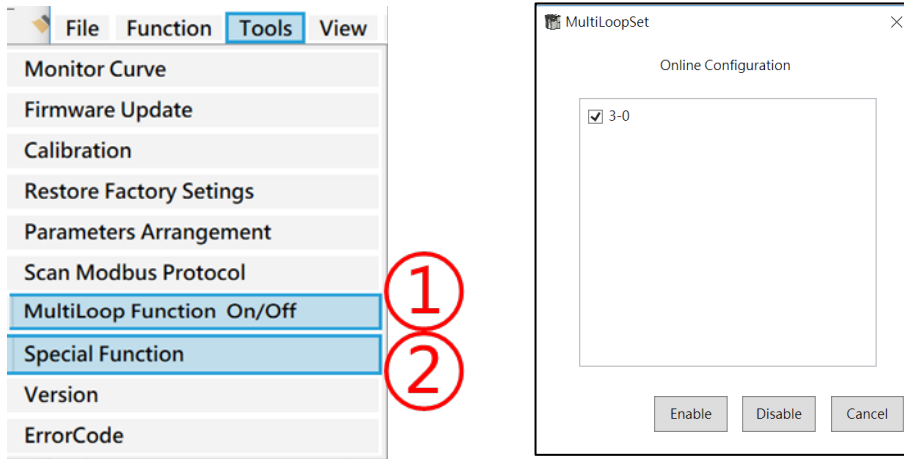 File Function Tools View
Monitor Curve
Firmware Update
Calibration
Restore Factory Setings
Parameters Arrangement
Scan Modbus Protocol
MultiLoop Function On/Off
①
Special Function
②
Version
ErrorCode
MultiLoopSet
Online Configuration
3-0
Enable Disable Cancel